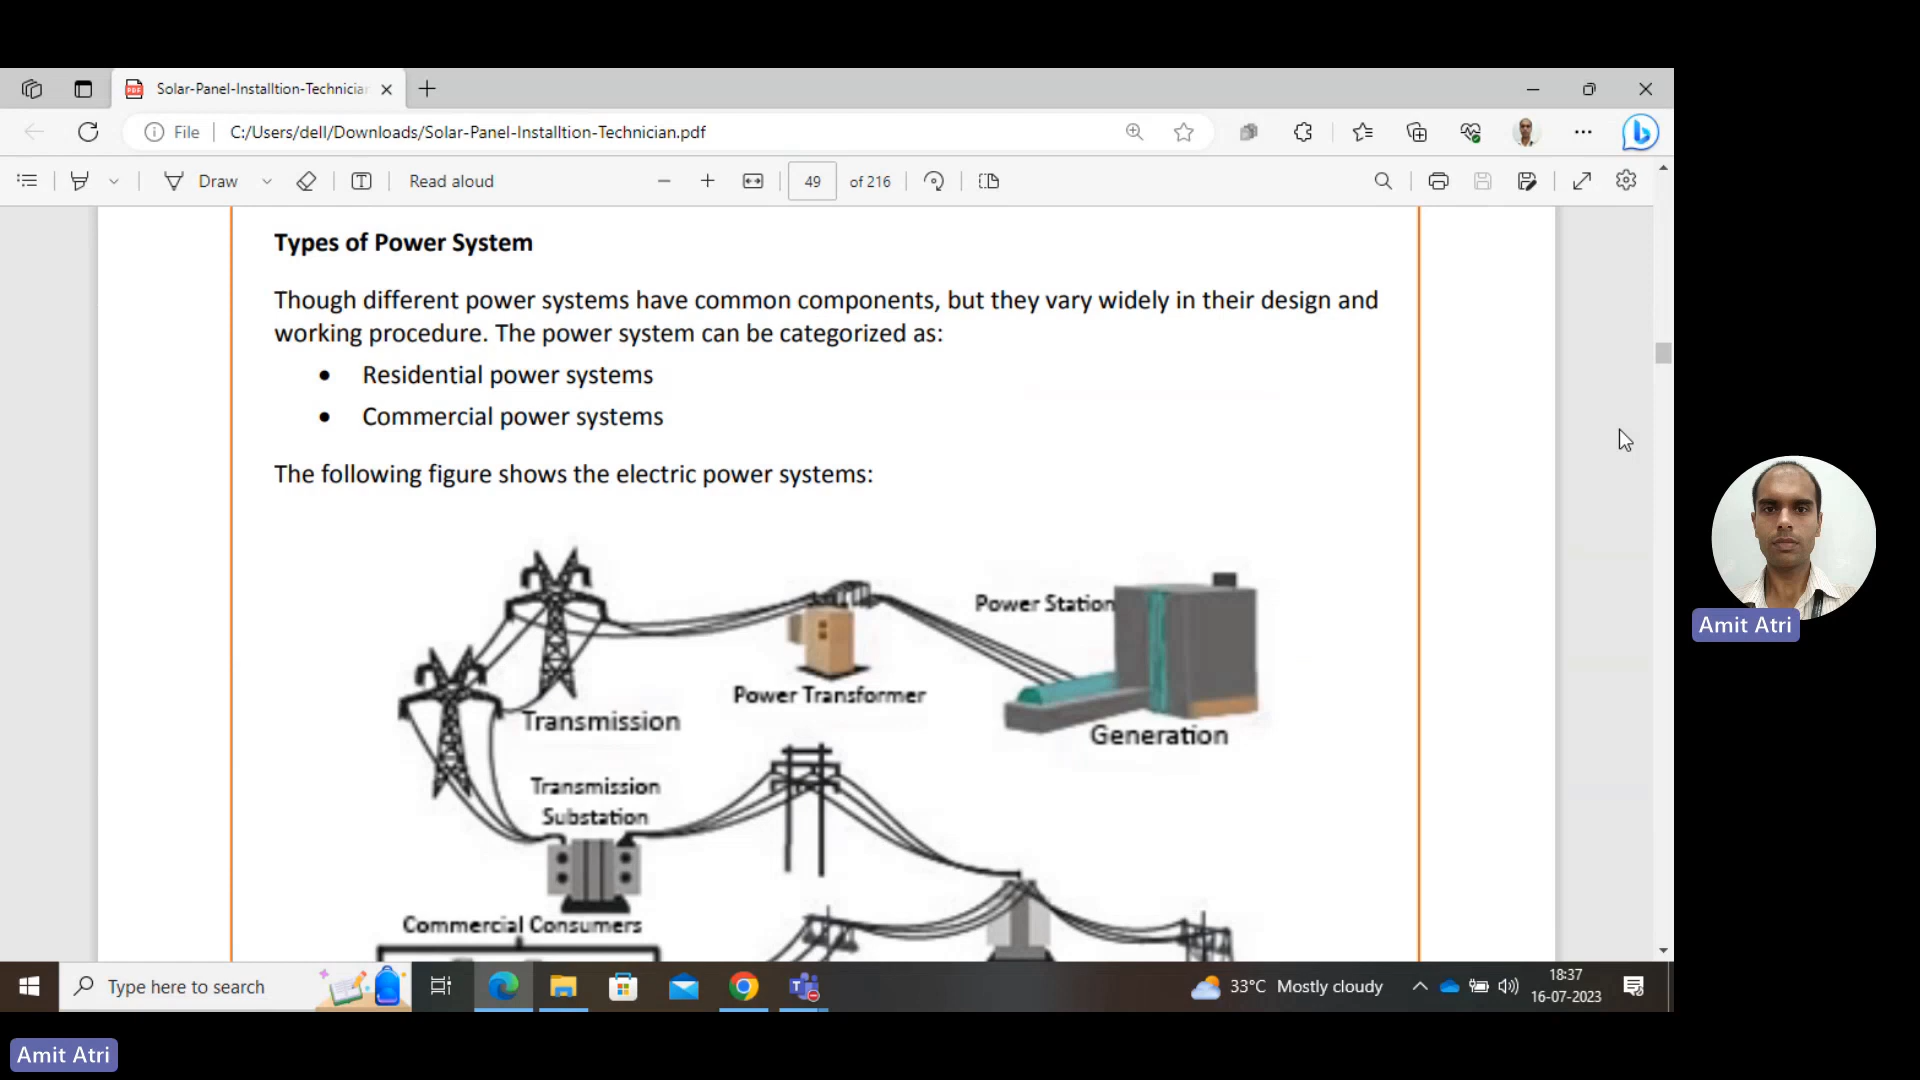 Solar-Panel-Installtion-Technician
File
C:/Users/dell/Downloads/Solar-Panel-Installtion-Technician.pdf
Draw
Read aloud
49
of 216
Types of Power System
Though different power systems have common components, but they vary widely in their design and
working procedure. The power system can be categorized as:
• Residential power systems
• Commercial power systems
The following figure shows the electric power systems:
Power Station
Power Transformer
Transmission
Generation
Transmission
Substation
Commercial Consumers
Amit Atri
Type here to search
33°C Mostly cloudy
18:37
16-07-2023
Amit Atri